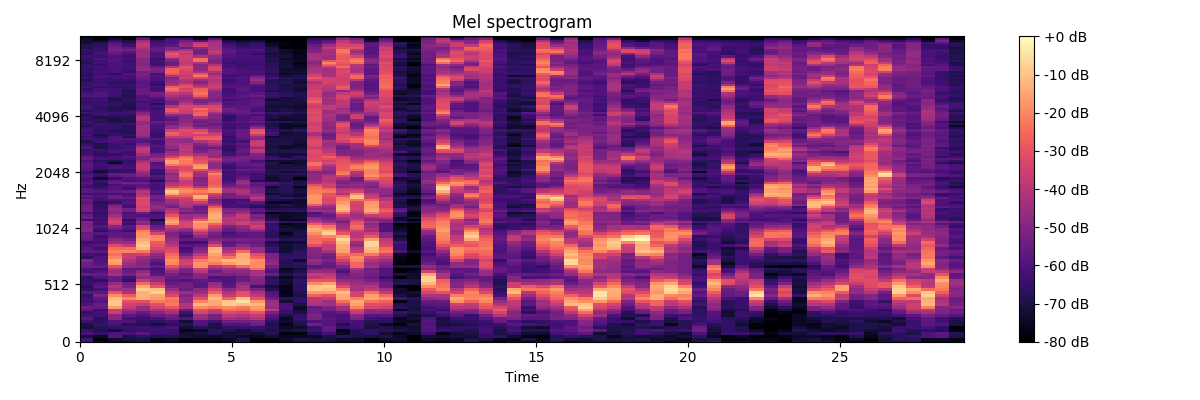 Mel spectrogram
8192
4096
2048
1024
512
0
Hz
0 5 10 15 20 25
Time
+0 dB
-10 dB
-20 dB
-30 dB
-40 dB
-50 dB
-60 dB
-70 dB
-80 dB